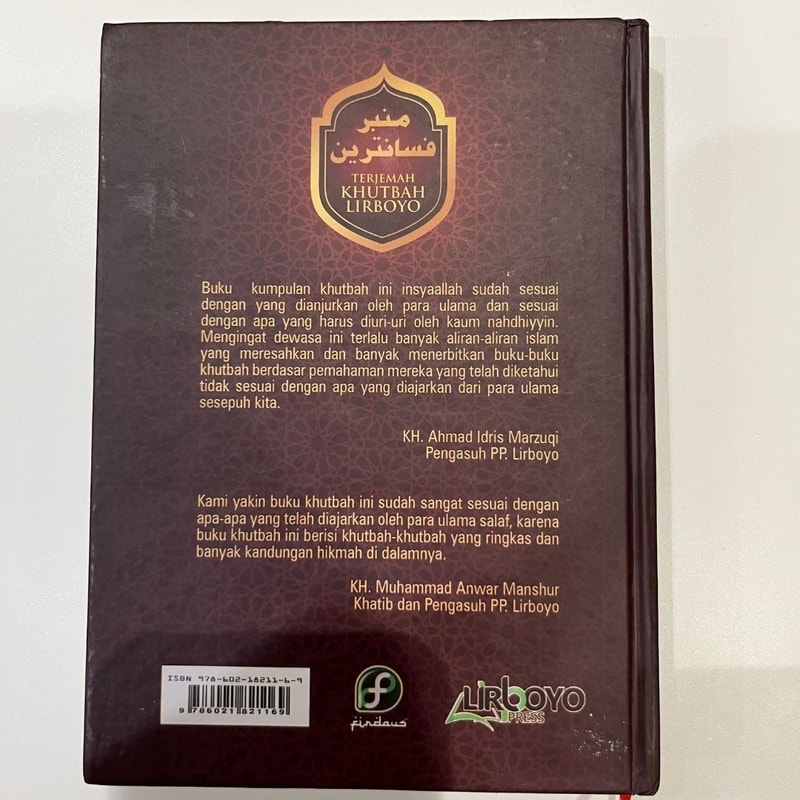 منبر
فسانترين
TERJEMAH
KHUTBAH
LIRBOYO
Buku kumpulan khutbah ini insyaallah sudah sesuai
dengan yang dianjurkan oleh para ulama dan sesuai
dengan apa yang harus diuri-uri oleh kaum nahdhiyyin.
Mengingat dewasa ini terlalu banyak aliran-aliran islam
yang meresahkan dan banyak menerbitkan buku-buku
khutbah berdasar pemahaman mereka yang telah diketahui
tidak sesuai dengan apa yang diajarkan dari para ulama
sesepuh kita.
KH. Ahmad Idris Marzuqi
Pengasuh PP. Lirboyo
Kami yakin buku khutbah ini sudah sangat sesuai dengan
apa-apa yang telah diajarkan oleh para ulama salaf, karena
buku khutbah ini berisi khutbah-khutbah yang ringkas dan
banyak kandungan hikmah di dalamnya.
KH. Muhammad Anwar Manshur
Khatib dan Pengasuh PP. Lirboyo
ISBN 978-602-18211-6-9
9 786021 821169
firdaus
LIRBOYO
PRESS